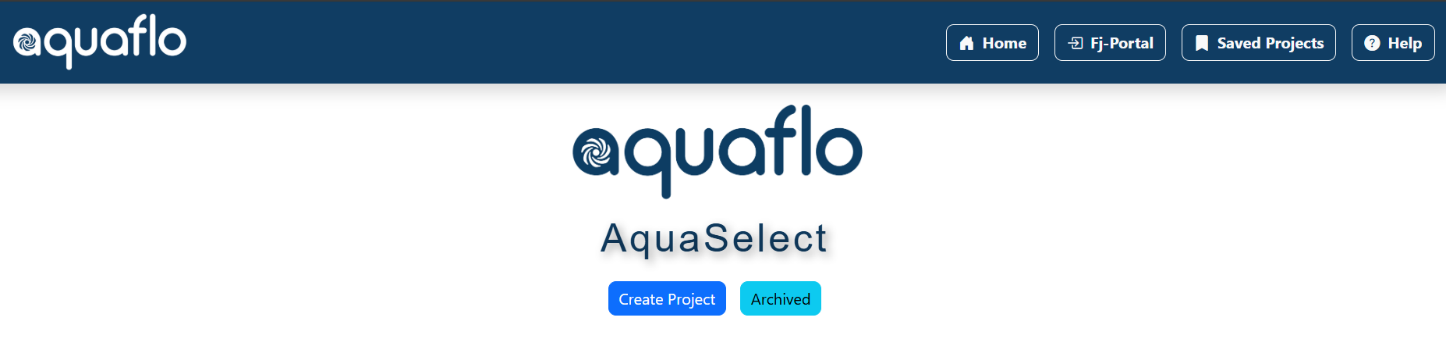 aquaflo
Home Fj-Portal Saved Projects Help
aquaflo
AquaSelect
Create Project Archived